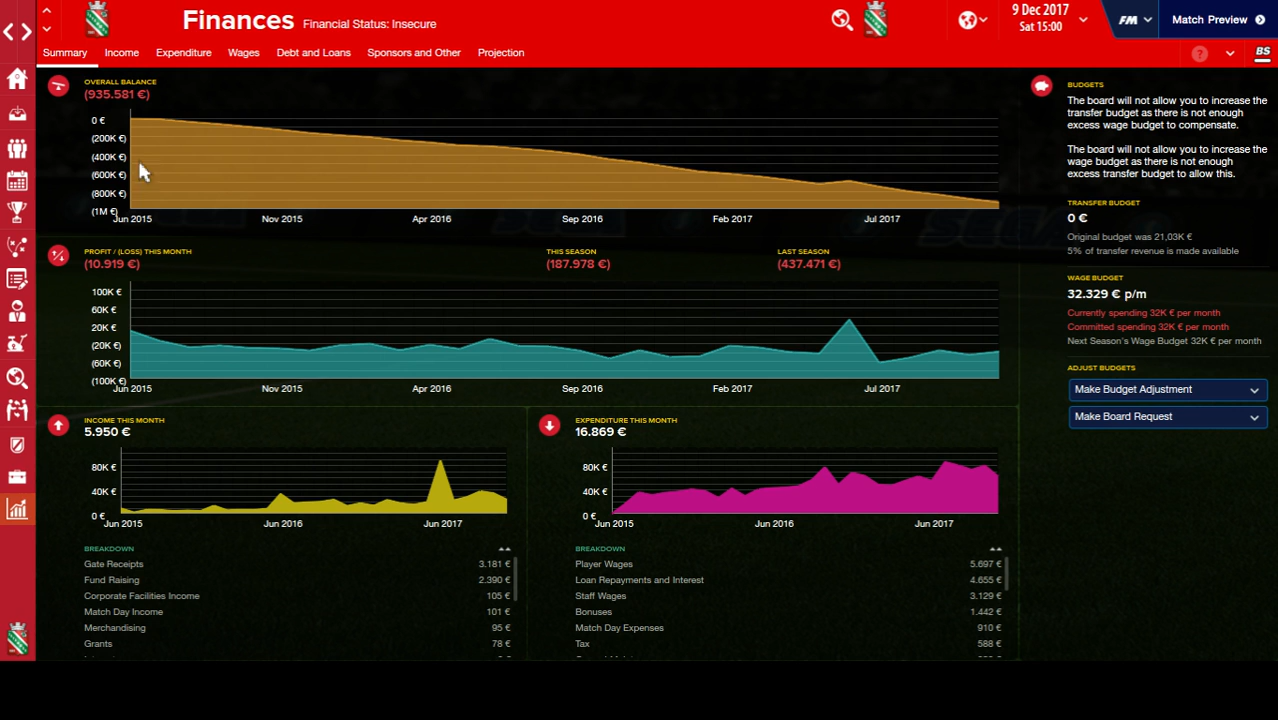 Finances Financial Status: Insecure
9 Dec 2017
Sat 15:00
FM
Match Preview
Summary Income Expenditure Wages Debt and Loans Sponsors and Other Projection
?
BS
OVERALL BALANCE
(935.581 €)
0 €
(200K €)
(400K €)
(600K €)
(800K €)
(1M €)
Jun 2015 Nov 2015 Apr 2016 Sep 2016 Feb 2017 Jul 2017
PROFIT / (LOSS) THIS MONTH THIS SEASON LAST SEASON
(10.919 €) (187.978 €) (437.471 €)
100K €
60K €
20K €
(20K €)
(60K €)
(100K €)
Jun 2015 Nov 2015 Apr 2016 Sep 2016 Feb 2017 Jul 2017
INCOME THIS MONTH
5.950 €
80K €
40K €
0 €
Jun 2015 Jun 2016 Jun 2017
BREAKDOWN
Gate Receipts 3.181 €
Fund Raising 2.390 €
Corporate Facilities Income 105 €
Match Day Income 101 €
Merchandising 95 €
Grants 78 €
EXPENDITURE THIS MONTH
16.869 €
80K €
40K €
0 €
Jun 2015 Jun 2016 Jun 2017
BREAKDOWN
Player Wages 5.697 €
Loan Repayments and Interest 4.655 €
Staff Wages 3.129 €
Bonuses 1.442 €
Match Day Expenses 910 €
Tax 588 €
BUDGETS
The board will not allow you to increase the
transfer budget as there is not enough
excess wage budget to compensate.
The board will not allow you to increase the
wage budget as there is not enough
excess transfer budget to allow this.
TRANSFER BUDGET
0 €
Original budget was 21,03K €
5% of transfer revenue is made available
WAGE BUDGET
32.329 € p/m
Currently spending 32K € per month
Committed spending 32K € per month
Next Season's Wage Budget 32K € per month
ADJUST BUDGETS
Make Budget Adjustment
Make Board Request